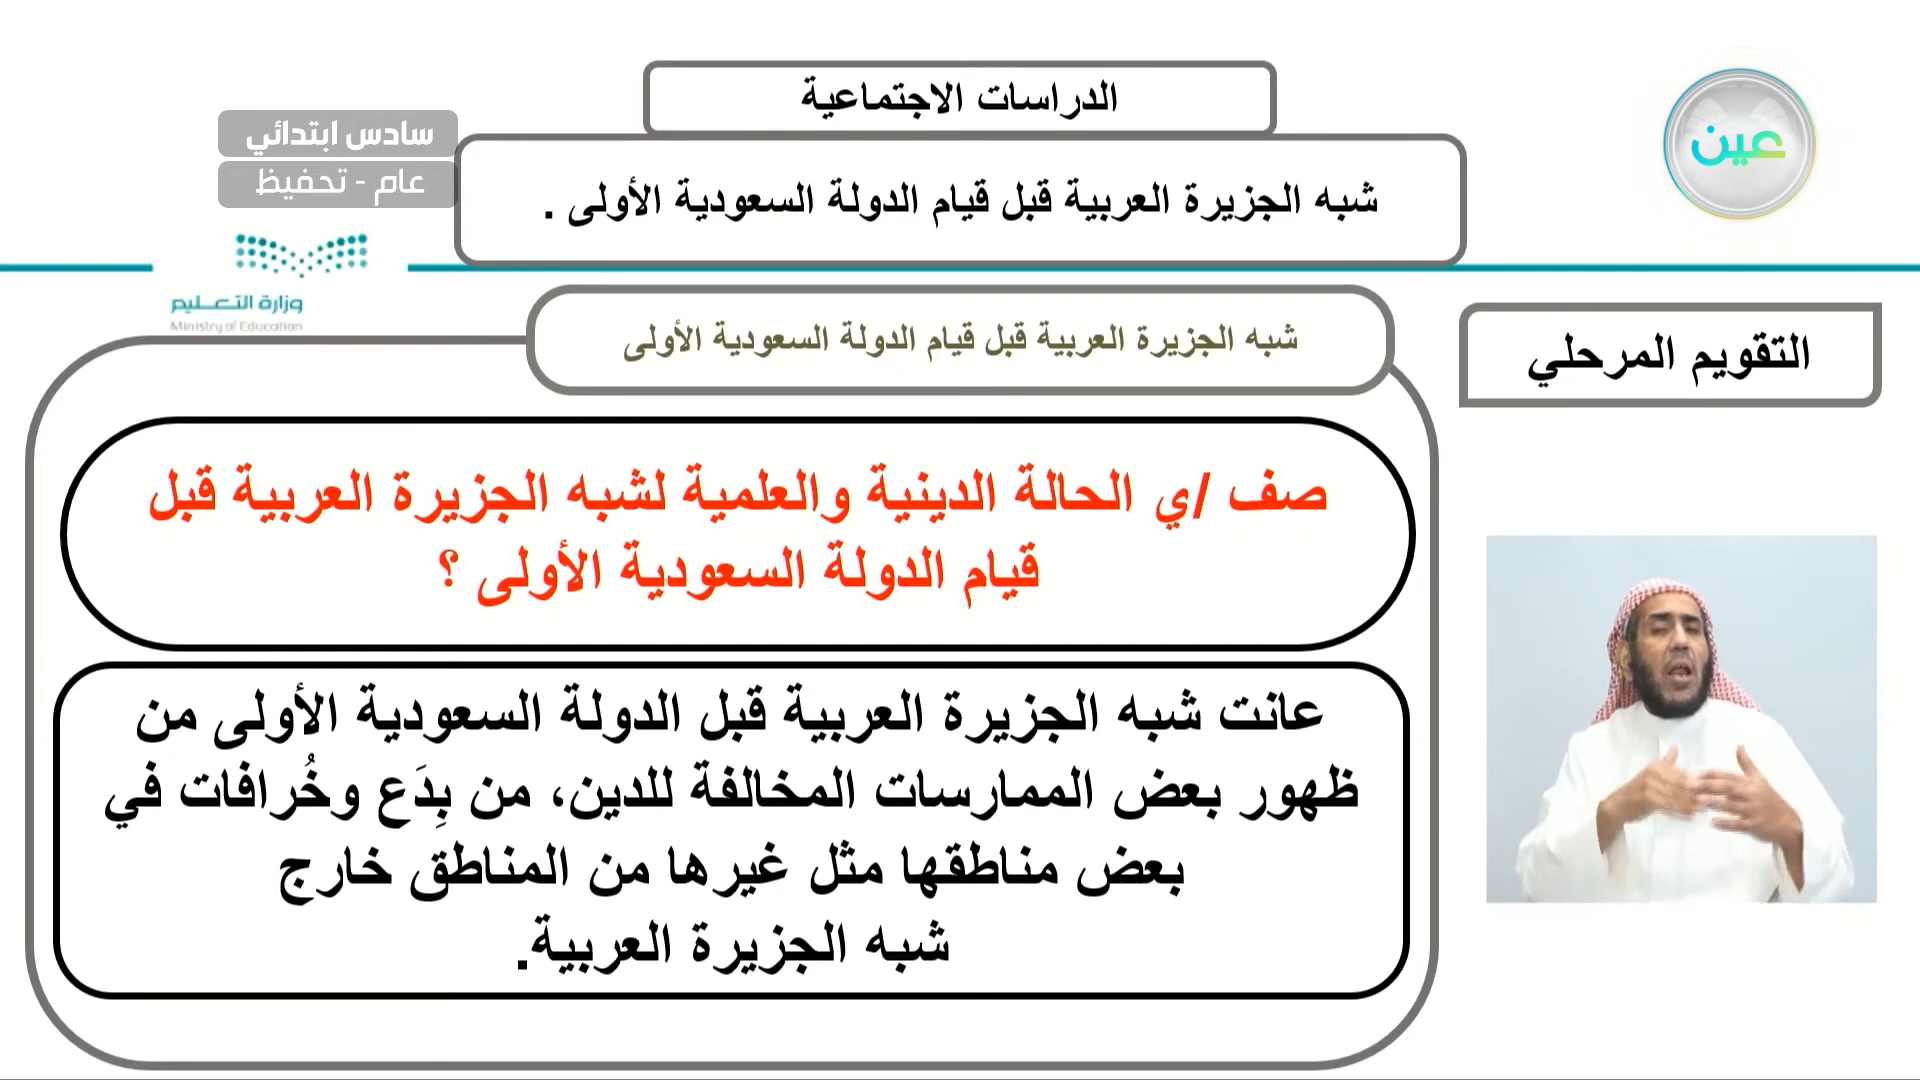 الدراسات الاجتماعية
سادس ابتدائي
عام - تحفيظ
عين
شبه الجزيرة العربية قبل قيام الدولة السعودية الأولى .
وزارة التعليم
Ministry of Education
شبه الجزيرة العربية قبل قيام الدولة السعودية الأولى
التقويم المرحلي
صف /ي الحالة الدينية والعلمية لشبه الجزيرة العربية قبل
قيام الدولة السعودية الأولى ؟
عانت شبه الجزيرة العربية قبل الدولة السعودية الأولى من
ظهور بعض الممارسات المخالفة للدين، من بِدَع وخُرافات في
بعض مناطقها مثل غيرها من المناطق خارج
شبه الجزيرة العربية.